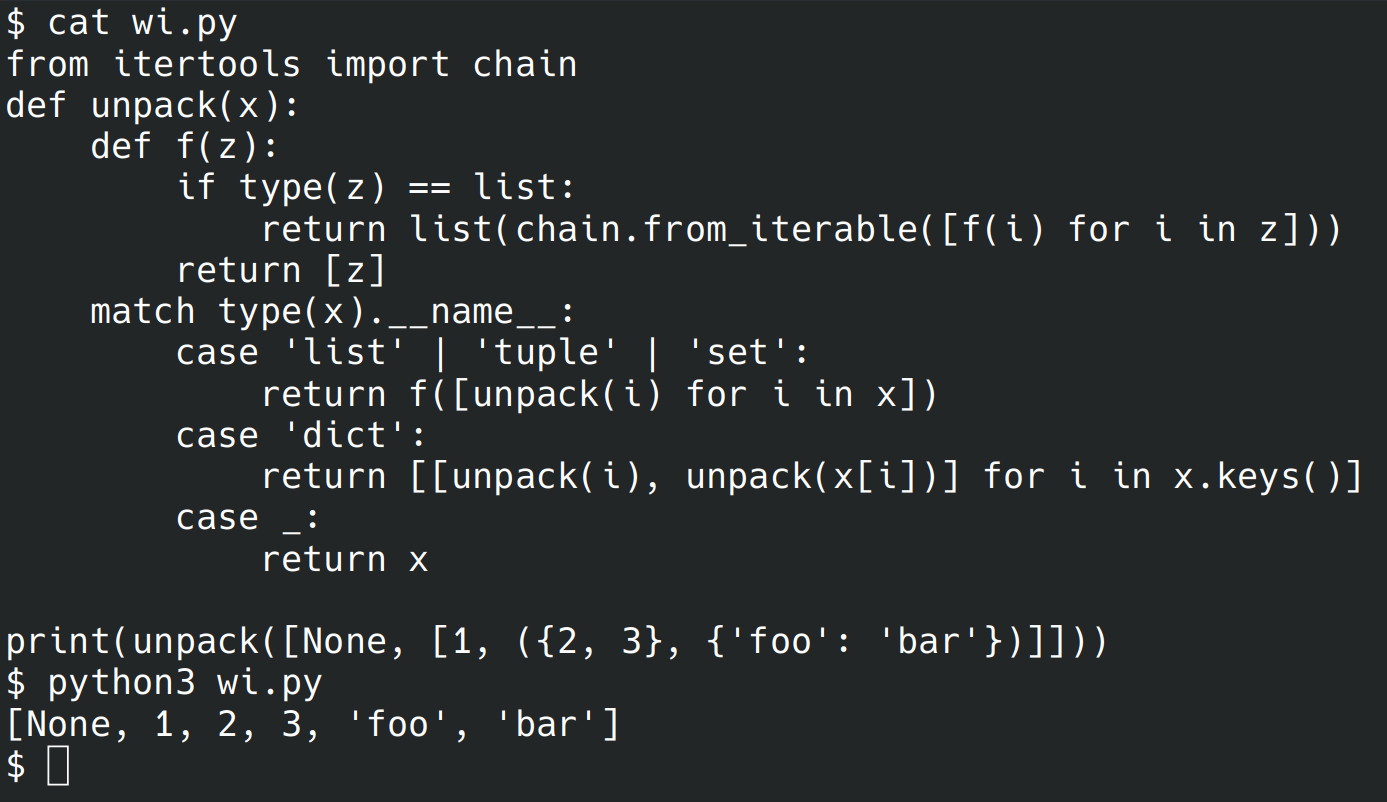 $ cat wi.py
from itertools import chain
def unpack(x):
    def f(z):
        if type(z) == list:
            return list(chain.from_iterable([f(i) for i in z]))
        return [z]
    match type(x).__name__:
        case 'list' | 'tuple' | 'set':
            return f([unpack(i) for i in x])
        case 'dict':
            return [[unpack(i), unpack(x[i])] for i in x.keys()]
        case _:
            return x

print(unpack([None, [1, ({2, 3}, {'foo': 'bar'})]]))
$ python3 wi.py
[None, 1, 2, 3, 'foo', 'bar']
$